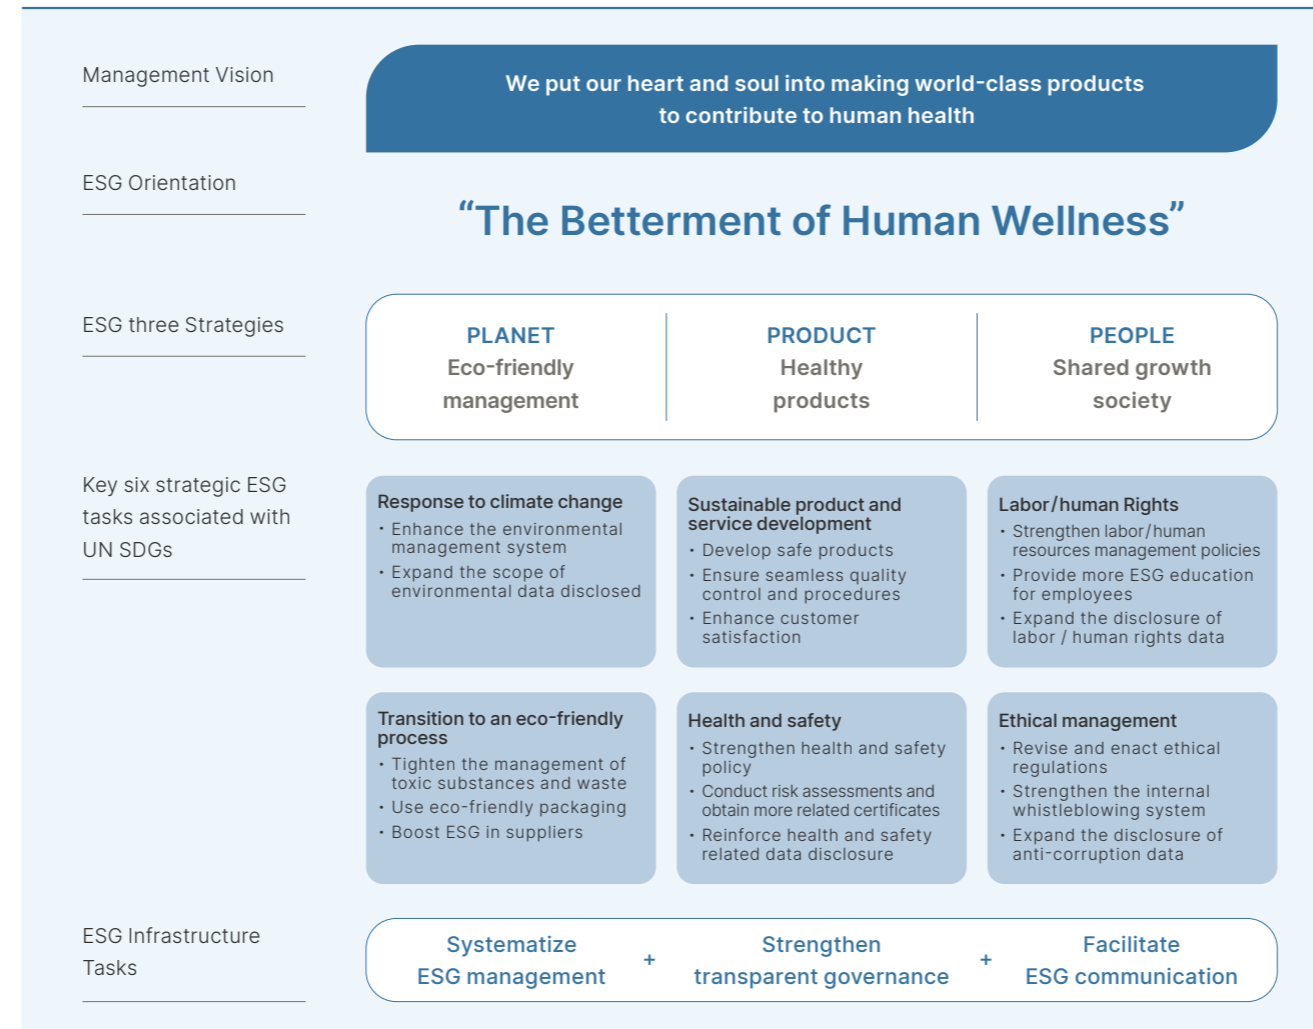 Management Vision
We put our heart and soul into making world-class products
to contribute to human health
ESG Orientation
“The Betterment of Human Wellness”
ESG three Strategies
PLANET
Eco-friendly
management
PRODUCT
Healthy
products
PEOPLE
Shared growth
society
Key six strategic ESG
tasks associated with
UN SDGs
Response to climate change
· Enhance the environmental
management system
· Expand the scope of
environmental data disclosed
Sustainable product and
service development
· Develop safe products
· Ensure seamless quality
control and procedures
· Enhance customer
satisfaction
Labor/human Rights
· Strengthen labor/human
resources management policies
· Provide more ESG education
for employees
· Expand the disclosure of
labor / human rights data
Transition to an eco-friendly
process
· Tighten the management of
toxic substances and waste
· Use eco-friendly packaging
· Boost ESG in suppliers
Health and safety
· Strengthen health and safety
policy
· Conduct risk assessments and
obtain more related certificates
· Reinforce health and safety
related data disclosure
Ethical management
· Revise and enact ethical
regulations
· Strengthen the internal
whistleblowing system
· Expand the disclosure of
anti-corruption data
ESG Infrastructure
Tasks
Systematize
ESG management
+
Strengthen
transparent governance
+
Facilitate
ESG communication